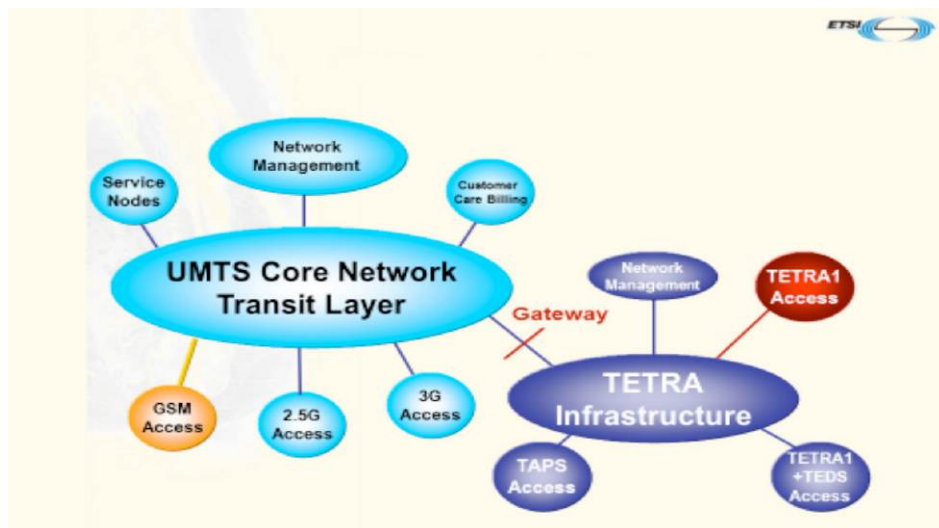 ETSI
Network
Management
Service
Nodes
Customer
Care Billing
UMTS Core Network
Transit Layer
Network
Management
TETRA1
Access
Gateway
TETRA
Infrastructure
GSM
Access
2.5G
Access
3G
Access
TAPS
Access
TETRA1
+TEDS
Access